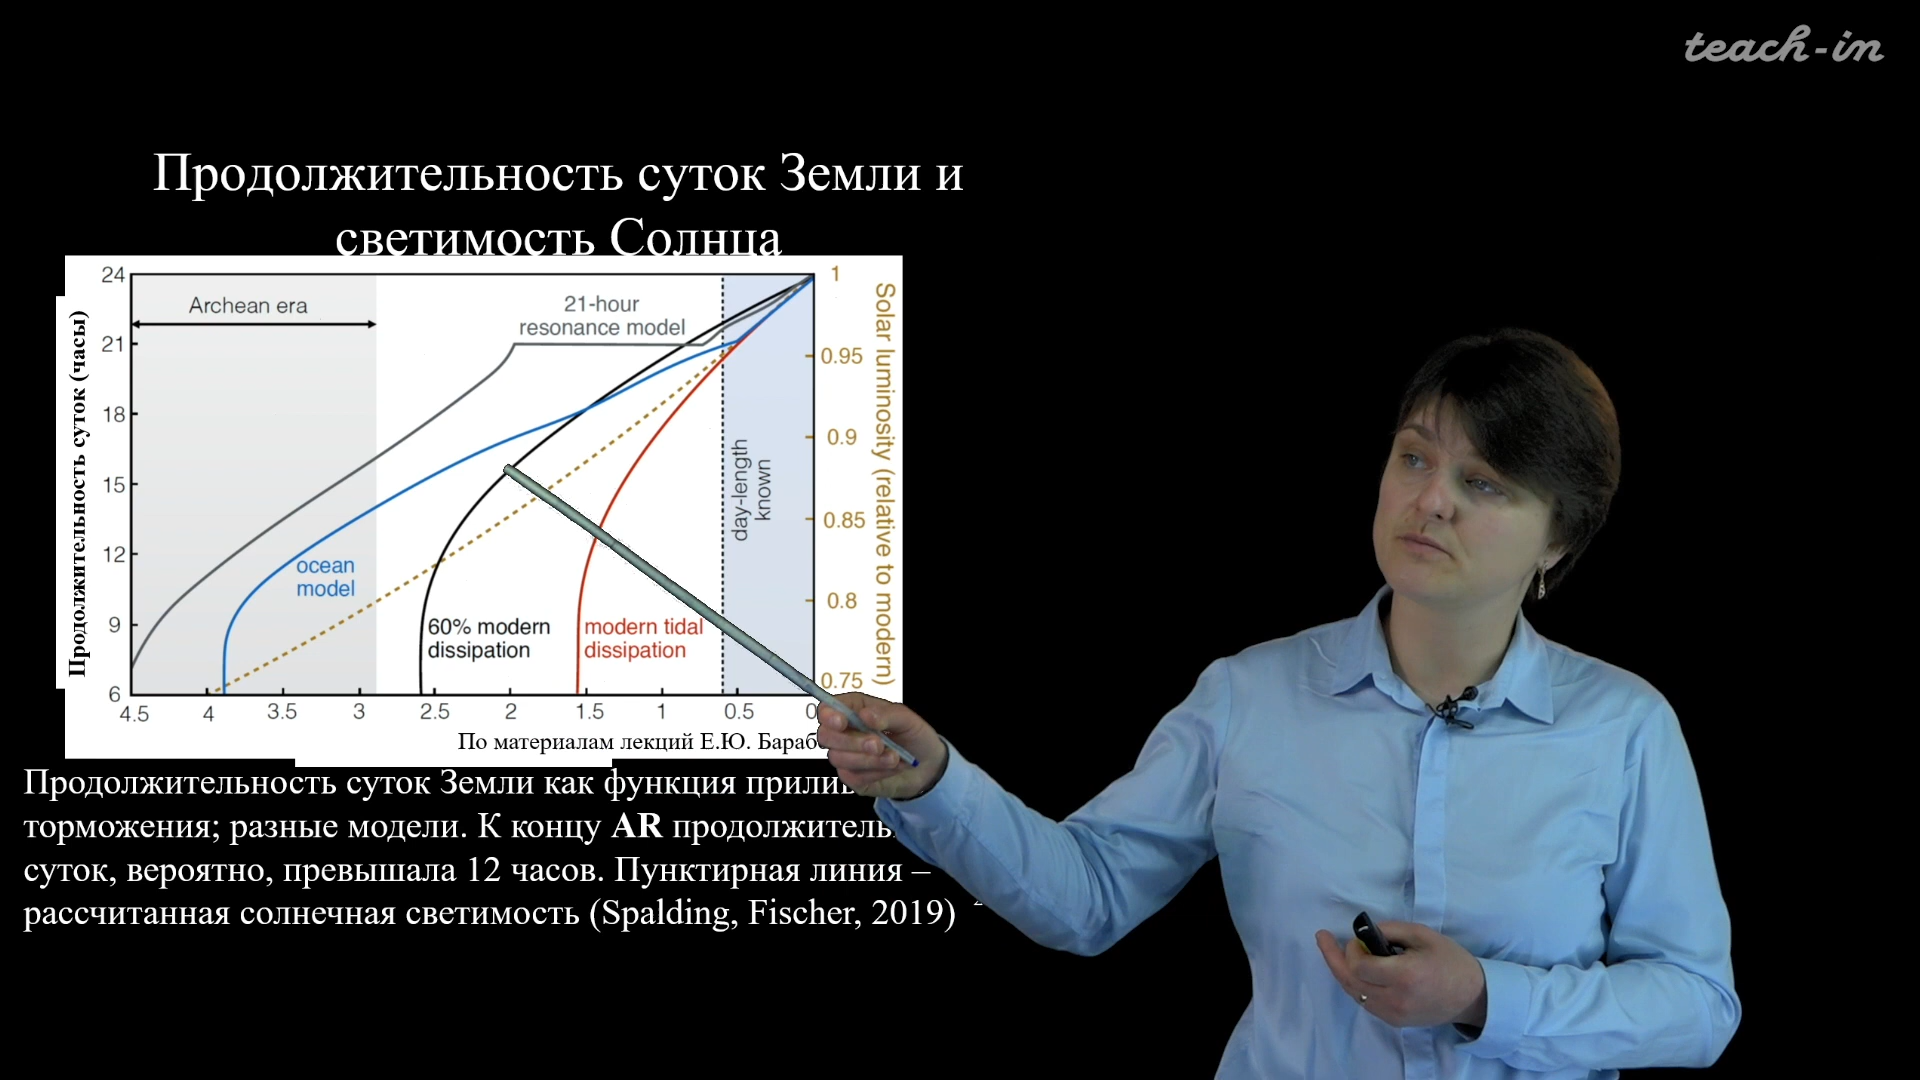 teach-in
Продолжительность суток Земли и
светимость Солнца
24
21
18
15
12
9
6
Продолжительность суток (часы)
Archean era
21-hour
resonance model
ocean
model
60% modern
dissipation
modern tidal
dissipation
day-length
known
1
0.95
0.9
0.85
0.8
0.75
Solar luminosity (relative to modern)
4.5 4 3.5 3 2.5 2 1.5 1 0.5
По материалам лекций Е.Ю.
Продолжительность суток Земли как функция
торможения; разные модели. К концу AR
суток, вероятно, превышала 12 часов. Пунктирная линия –
рассчитанная солнечная светимость (Spalding, Fischer, 2019)